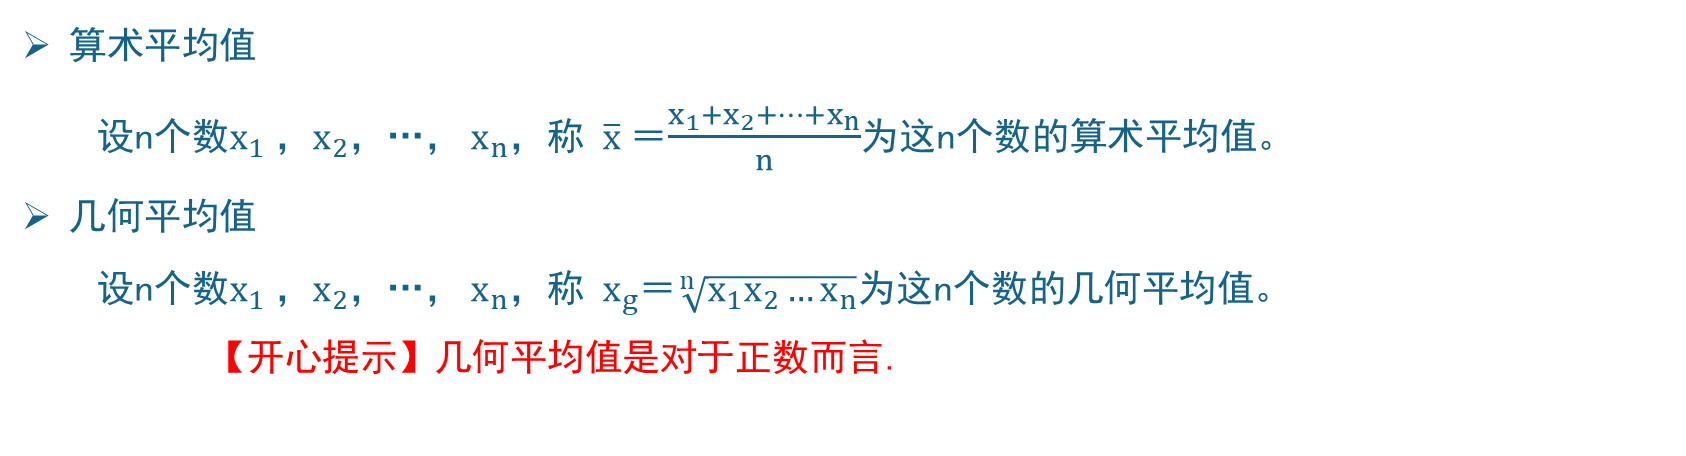 ➢ 算术平均值
设n个数x₁ ，x₂，…，xₙ，称 x̄ = (x₁+x₂+⋯+xₙ)/n 为这n个数的算术平均值。
➢ 几何平均值
设n个数x₁ ，x₂，…，xₙ，称 x_g=ⁿ√(x₁x₂ … xₙ)为这n个数的几何平均值。
【开心提示】几何平均值是对于正数而言.